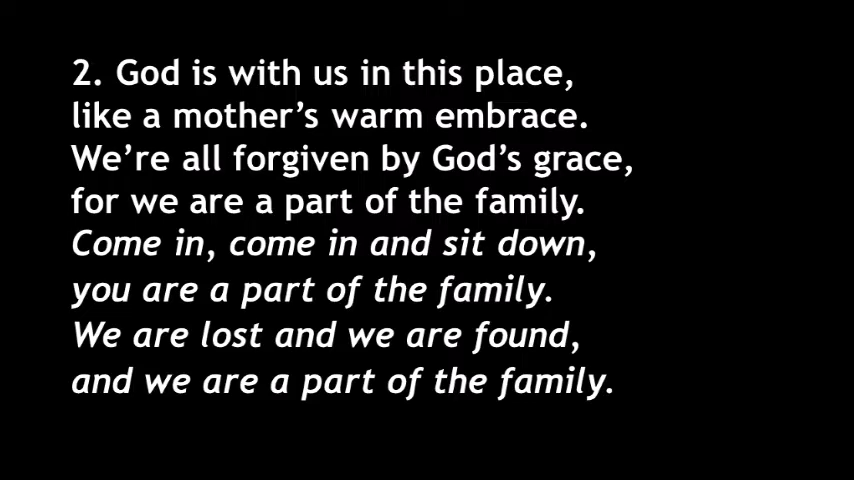 2. God is with us in this place,
like a mother’s warm embrace.
We’re all forgiven by God’s grace,
for we are a part of the family.
Come in, come in and sit down,
you are a part of the family.
We are lost and we are found,
and we are a part of the family.